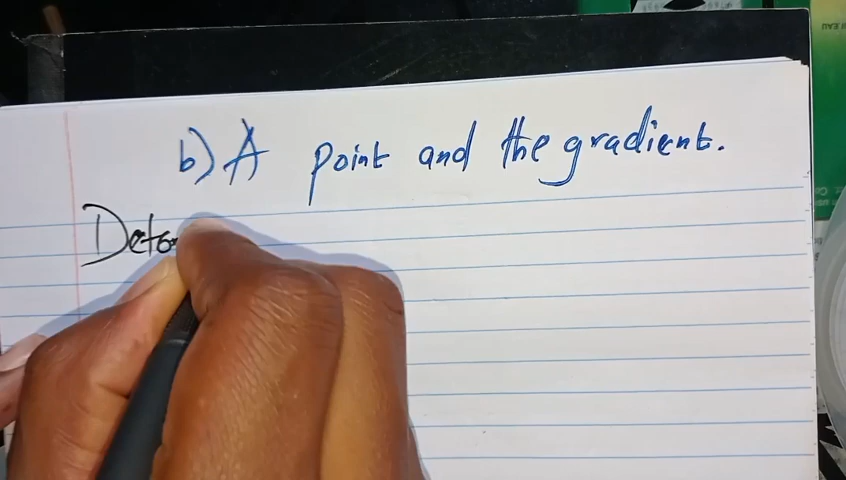 b) A point and the gradient.